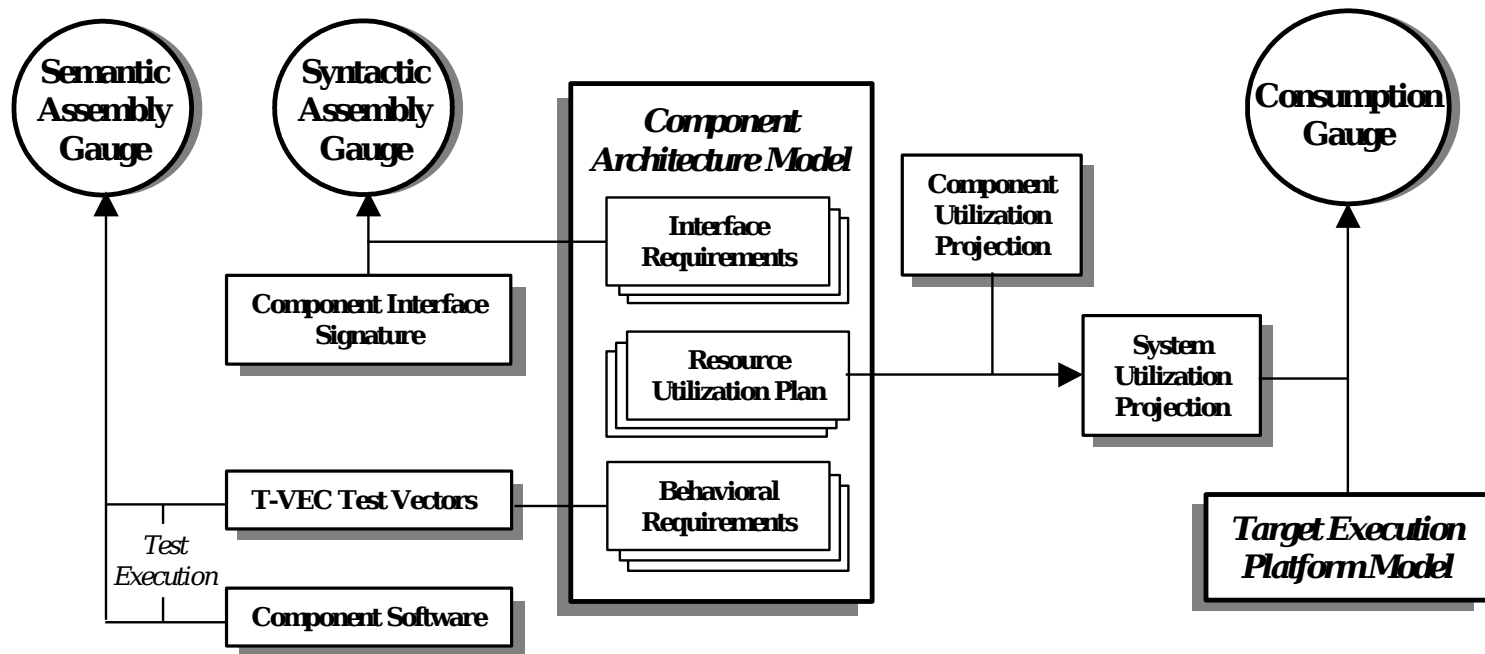 Semantic
Assembly
Gauge
Syntactic
Assembly
Gauge
Component
Architecture Model
Interface
Requirements
Resource
Utilization Plan
Behavioral
Requirements
Component
Utilization
Projection
Consumption
Gauge
Component Interface
Signature
System
Utilization
Projection
T-VEC Test Vectors
Test
Execution
Component Software
Target Execution
Platform Model